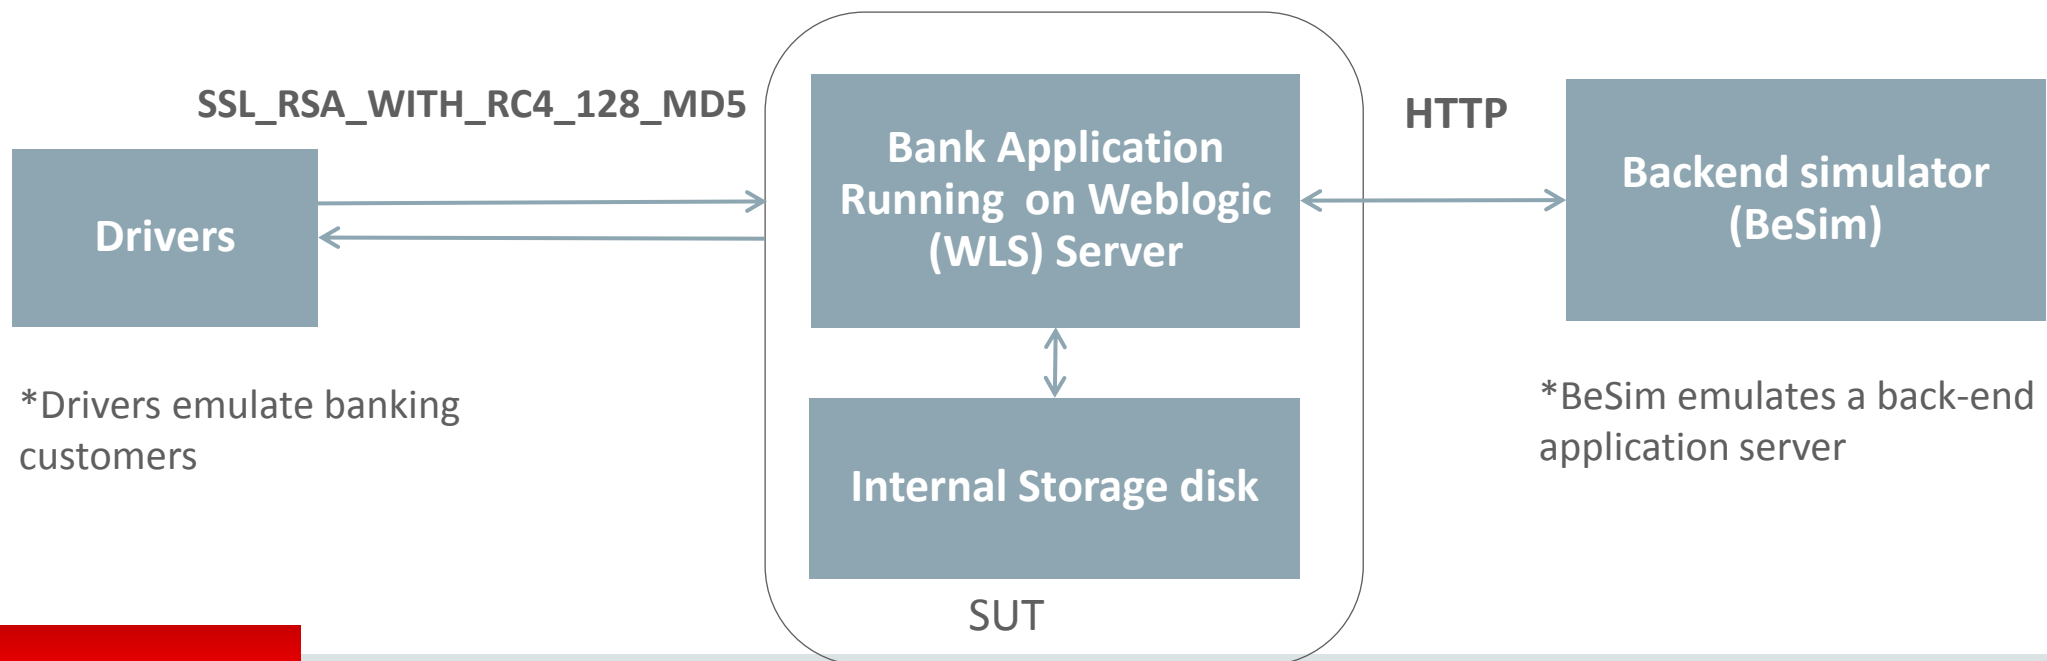 SSL_RSA_WITH_RC4_128_MD5
Drivers
*Drivers emulate banking
customers
Bank Application
Running on Weblogic
(WLS) Server
Internal Storage disk
SUT
HTTP
Backend simulator
(BeSim)
*BeSim emulates a back-end
application server